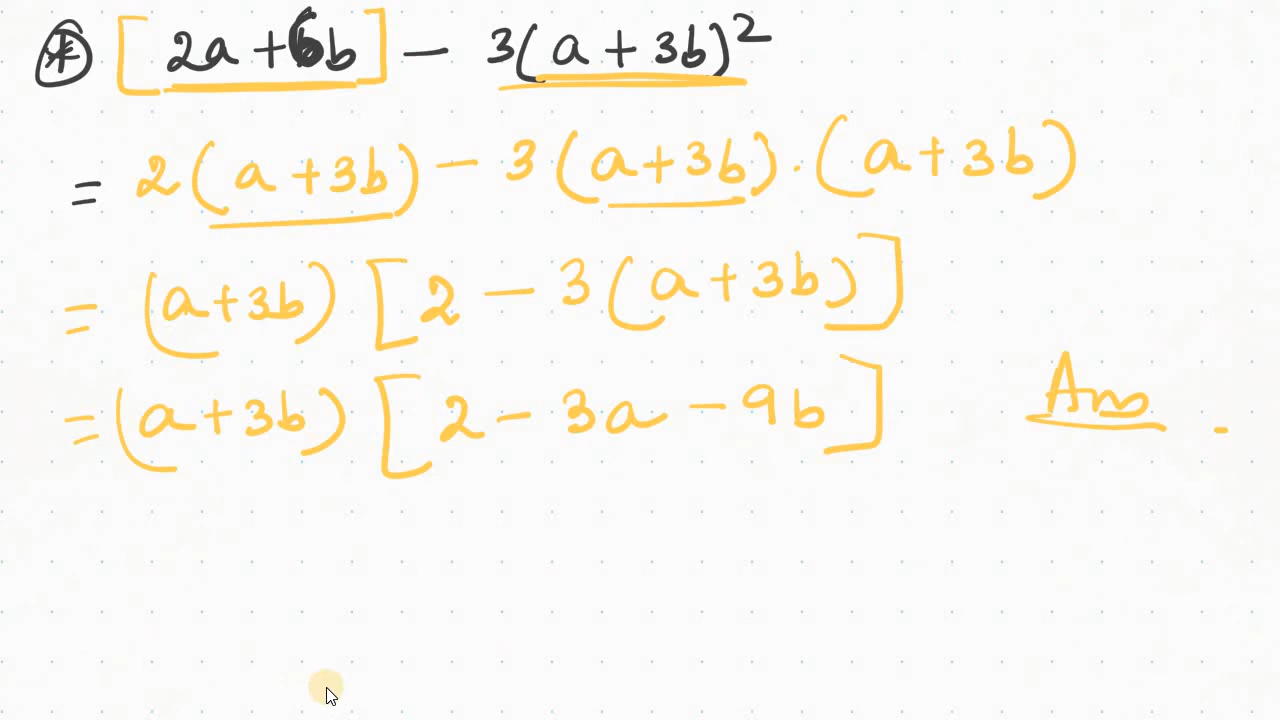 * [2a + 6b] - 3(a + 3b)²
= 2(a + 3b) - 3(a + 3b) . (a + 3b)
= (a + 3b) [2 - 3(a + 3b)]
= (a + 3b) [2 - 3a - 9b] Ans.